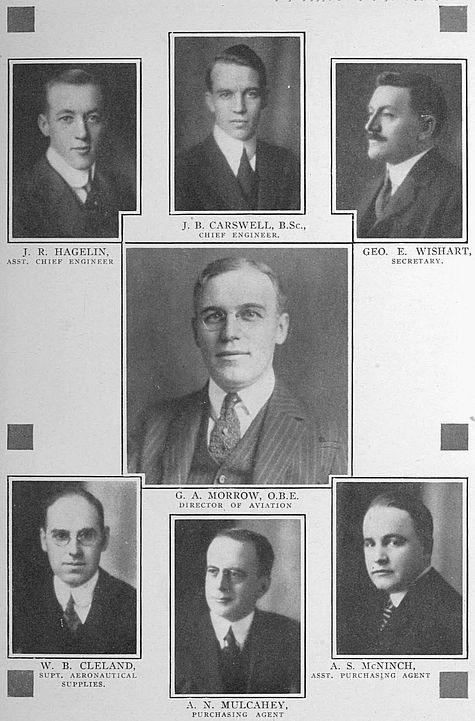 J. R. HAGELIN,
ASST. CHIEF ENGINEER
J. B. CARSWELL, B.Sc.,
CHIEF ENGINEER.
GEO. E. WISHART,
SECRETARY.
G. A. MORROW, O.B.E.
DIRECTOR OF AVIATION
W. B. CLELAND,
SUPT. AERONAUTICAL
SUPPLIES.
A. N. MULCAHEY,
PURCHASING AGENT
A. S. McNINCH,
ASST. PURCHASING AGENT